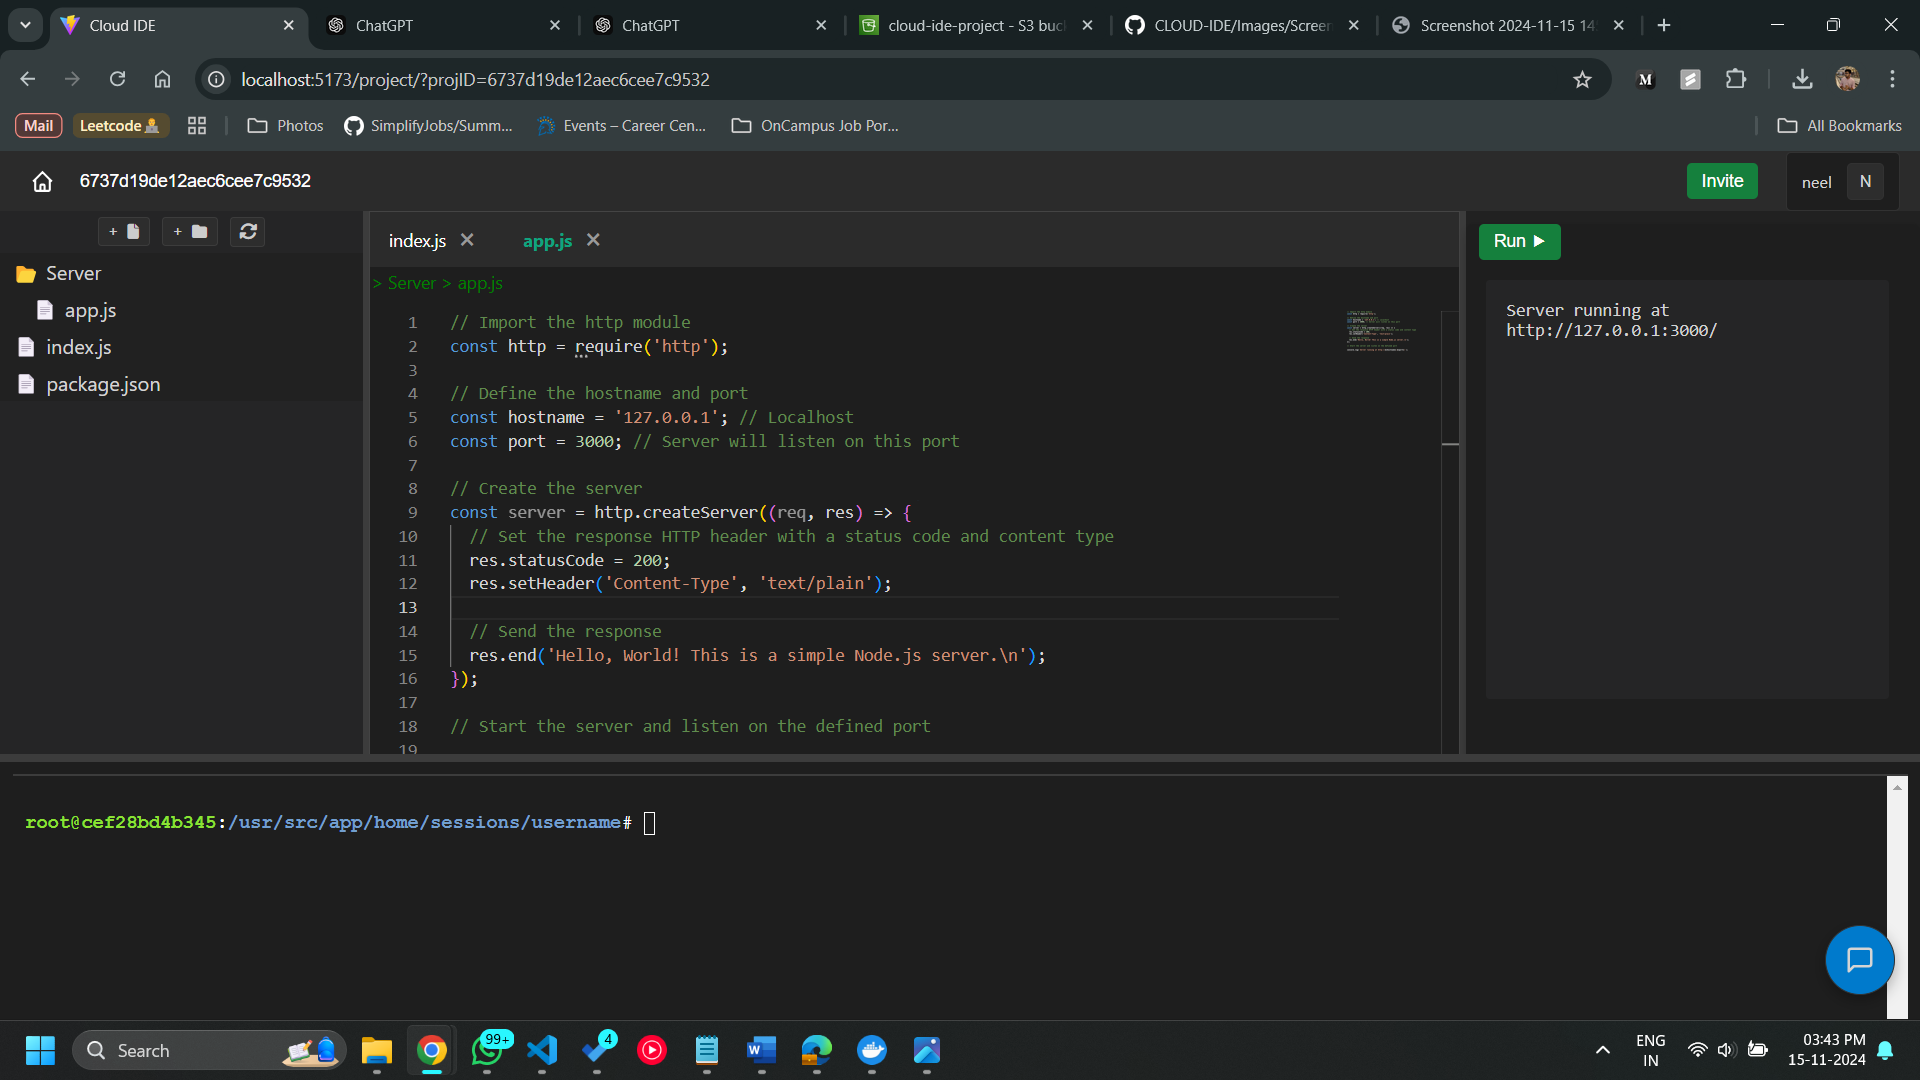 Cloud IDE
ChatGPT
ChatGPT
cloud-ide-project - S3 buc
CLOUD-IDE/Images/Screen
Screenshot 2024-11-15 14
localhost:5173/project/?projID=6737d19de12aec6cee7c9532
M
Mail
Leetcode
Photos
SimplifyJobs/Summ...
Events – Career Cen...
OnCampus Job Por...
All Bookmarks
6737d19de12aec6cee7c9532
Invite
neel
N
+
+
Server
app.js
index.js
package.json
index.js
app.js
> Server > app.js
1 // Import the http module
2 const http = require('http');
3
4 // Define the hostname and port
5 const hostname = '127.0.0.1'; // Localhost
6 const port = 3000; // Server will listen on this port
7
8 // Create the server
9 const server = http.createServer((req, res) => {
10 // Set the response HTTP header with a status code and content type
11 res.statusCode = 200;
12 res.setHeader('Content-Type', 'text/plain');
13
14 // Send the response
15 res.end('Hello, World! This is a simple Node.js server.\n');
16 });
17
18 // Start the server and listen on the defined port
19
Run
Server running at
http://127.0.0.1:3000/
root@cef28bd4b345:/usr/src/app/home/sessions/username#
Search
99+
4
W
ENG
IN
03:43 PM
15-11-2024